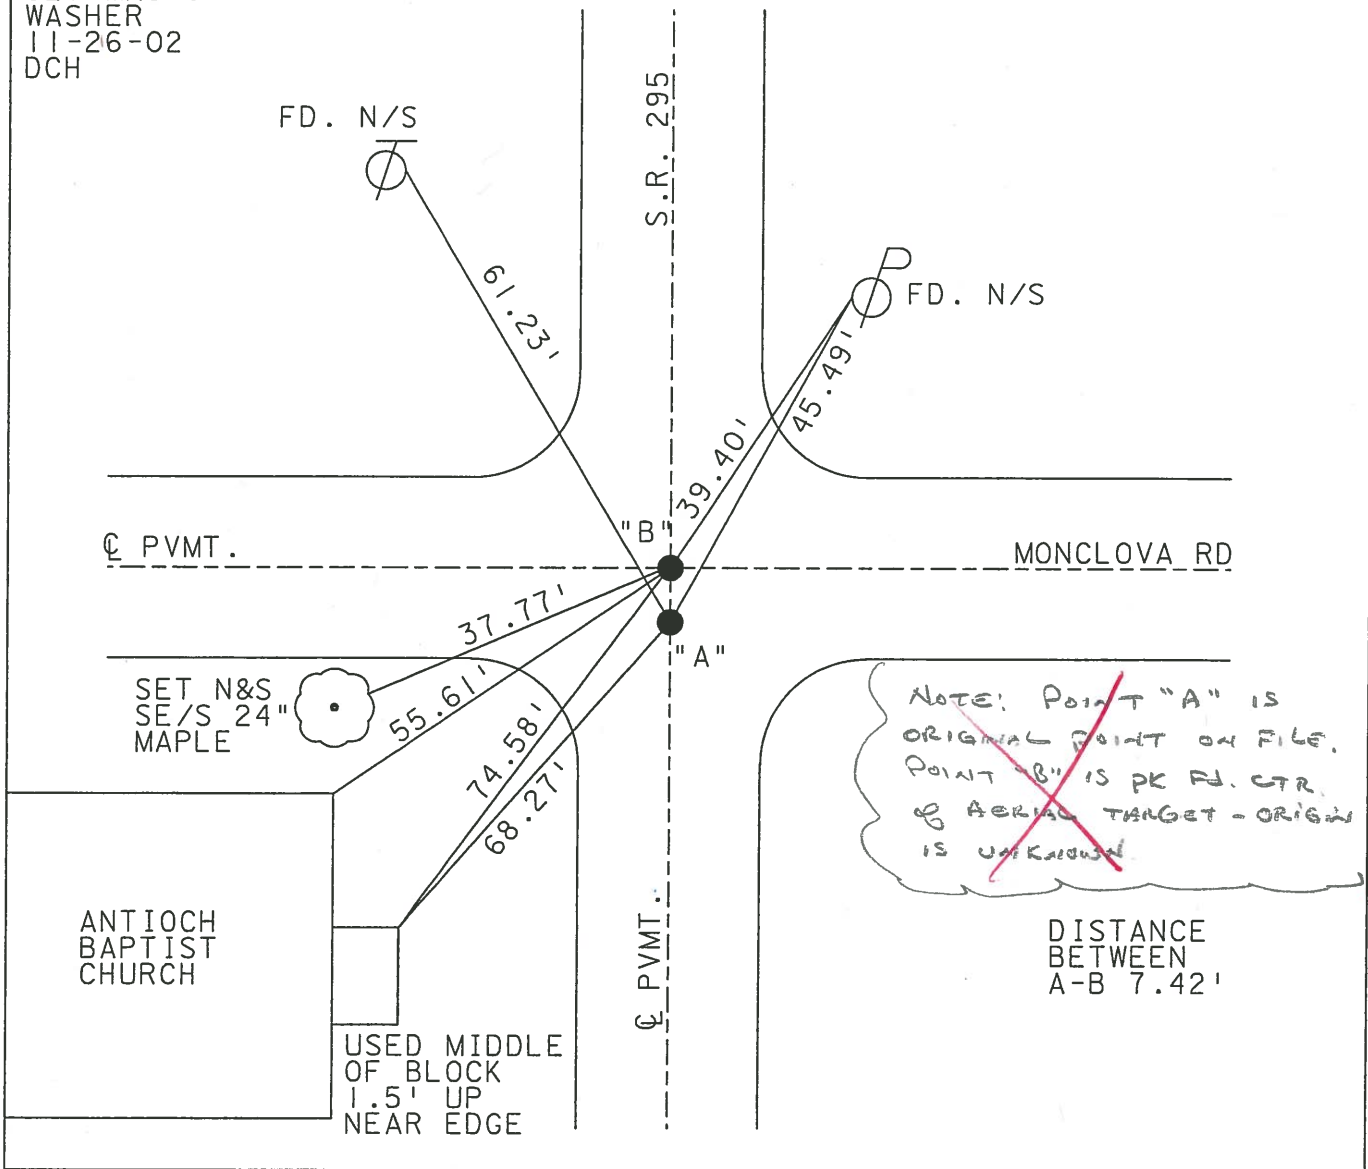 WASHER
11-26-02
DCH
FD. N/S
S.R. 295
FD. N/S
61.23'
45.49'
39.40'
"B"
℄ PVMT.
MONCLOVA RD
37.77'
"A"
SET N&S
SE/S 24"
MAPLE
55.61'
74.58'
68.27'
NOTE: POINT "A" IS
ORIGINAL POINT ON FILE.
POINT "B" IS PK FD. CTR.
OF AERIAL TARGET - ORIGIN
IS UNKNOWN
ANTIOCH
BAPTIST
CHURCH
℄ PVMT.
DISTANCE
BETWEEN
A-B 7.42'
USED MIDDLE
OF BLOCK
1.5' UP
NEAR EDGE